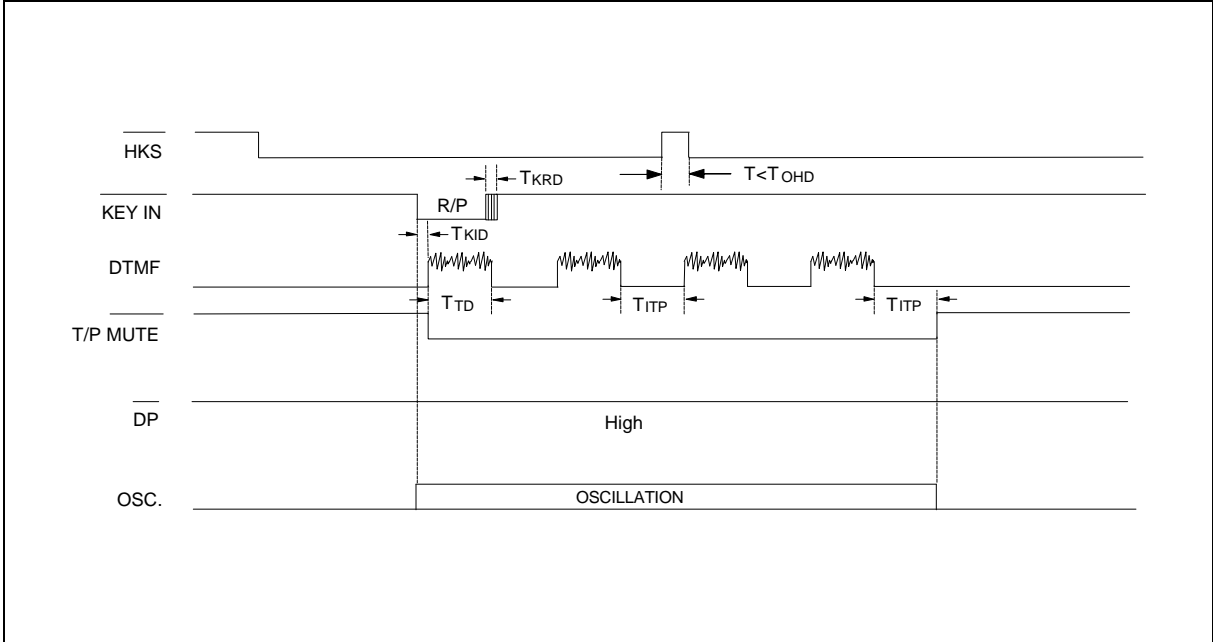 HKS
TKRD
T<TOHD
KEY IN
R/P
TKID
DTMF
TTD
TITP
TITP
T/P MUTE
DP
High
OSC.
OSCILLATION